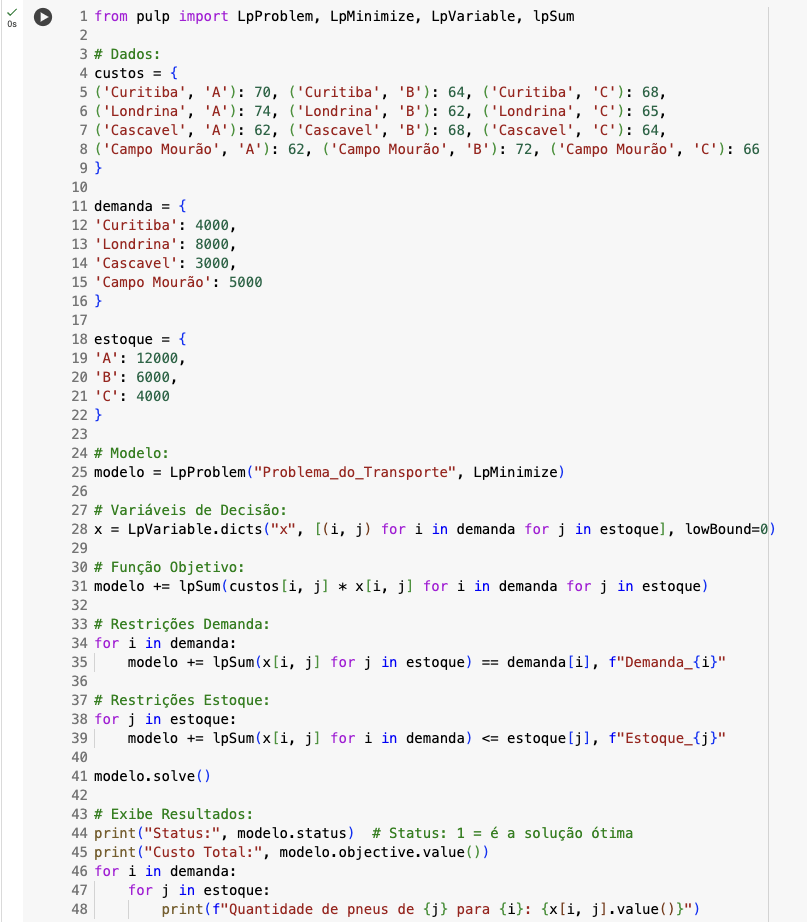 0s
1 from pulp import LpProblem, LpMinimize, LpVariable, lpSum
2
3 # Dados:
4 custos = {
5 ('Curitiba', 'A'): 70, ('Curitiba', 'B'): 64, ('Curitiba', 'C'): 68,
6 ('Londrina', 'A'): 74, ('Londrina', 'B'): 62, ('Londrina', 'C'): 65,
7 ('Cascavel', 'A'): 62, ('Cascavel', 'B'): 68, ('Cascavel', 'C'): 64,
8 ('Campo Mourão', 'A'): 62, ('Campo Mourão', 'B'): 72, ('Campo Mourão', 'C'): 66
9 }
10
11 demanda = {
12 'Curitiba': 4000,
13 'Londrina': 8000,
14 'Cascavel': 3000,
15 'Campo Mourão': 5000
16 }
17
18 estoque = {
19 'A': 12000,
20 'B': 6000,
21 'C': 4000
22 }
23
24 # Modelo:
25 modelo = LpProblem("Problema_do_Transporte", LpMinimize)
26
27 # Variáveis de Decisão:
28 x = LpVariable.dicts("x", [(i, j) for i in demanda for j in estoque], lowBound=0)
29
30 # Função Objetivo:
31 modelo += lpSum(custos[i, j] * x[i, j] for i in demanda for j in estoque)
32
33 # Restrições Demanda:
34 for i in demanda:
35     modelo += lpSum(x[i, j] for j in estoque) == demanda[i], f"Demanda_{i}"
36
37 # Restrições Estoque:
38 for j in estoque:
39     modelo += lpSum(x[i, j] for i in demanda) <= estoque[j], f"Estoque_{j}"
40
41 modelo.solve()
42
43 # Exibe Resultados:
44 print("Status:", modelo.status)  # Status: 1 = é a solução ótima
45 print("Custo Total:", modelo.objective.value())
46 for i in demanda:
47     for j in estoque:
48         print(f"Quantidade de pneus de {j} para {i}: {x[i, j].value()}")